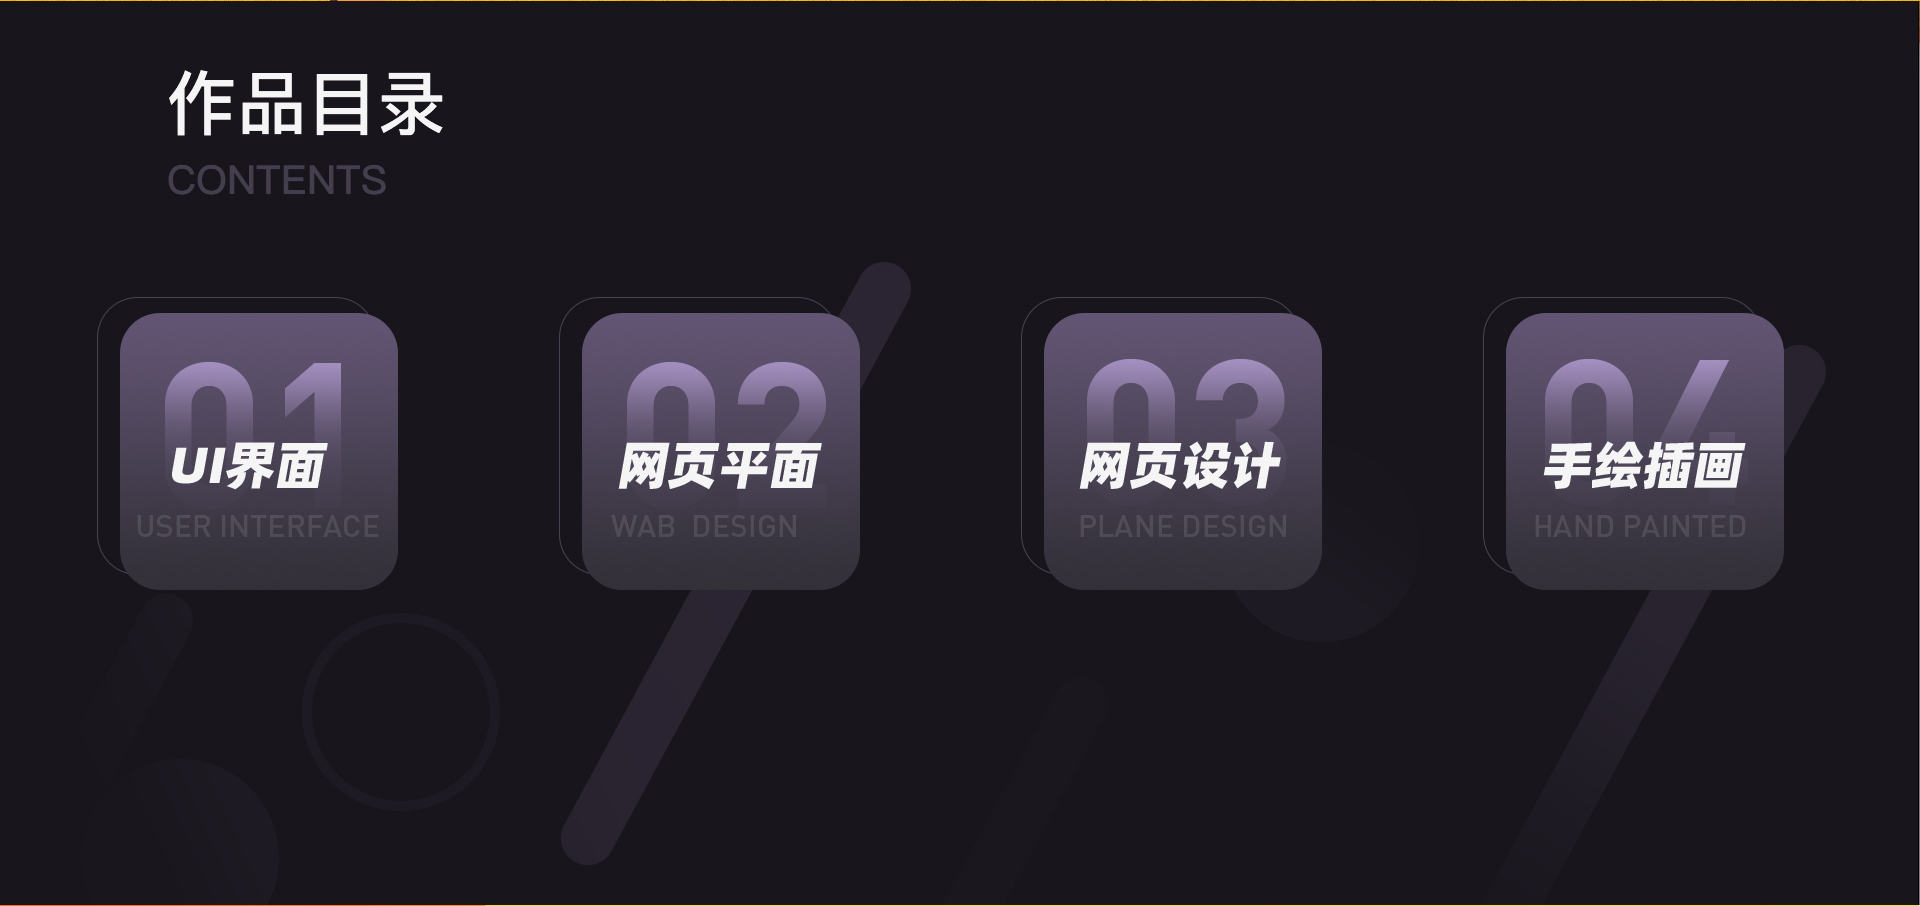 作品目录
CONTENTS
01
UI界面
USER INTERFACE
02
网页平面
WAB DESIGN
03
网页设计
PLANE DESIGN
04
手绘插画
HAND PAINTED